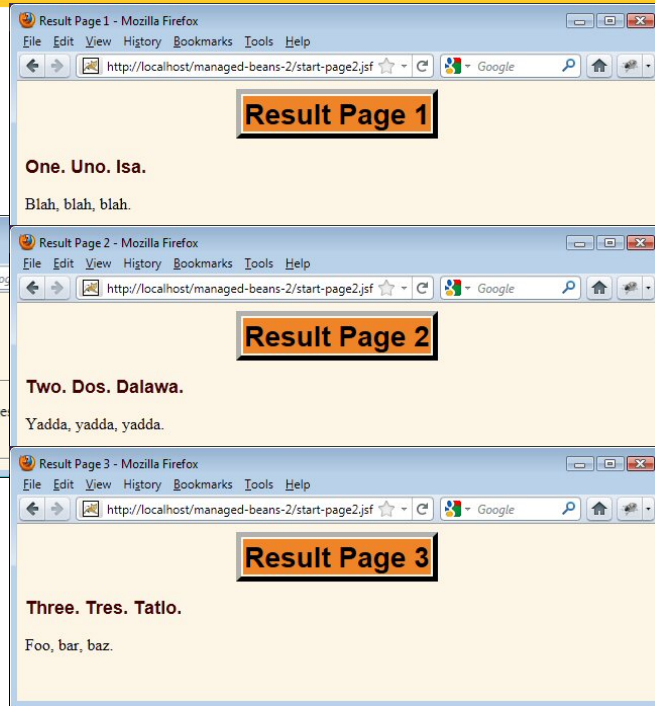 Result Page 1 - Mozilla Firefox
File Edit View History Bookmarks Tools Help
http://localhost/managed-beans-2/start-page2.jsf Google
Result Page 1
One. Uno. Isa.
Blah, blah, blah.
Result Page 2 - Mozilla Firefox
File Edit View History Bookmarks Tools Help
http://localhost/managed-beans-2/start-page2.jsf Google
Result Page 2
Two. Dos. Dalawa.
Yadda, yadda, yadda.
Result Page 3 - Mozilla Firefox
File Edit View History Bookmarks Tools Help
http://localhost/managed-beans-2/start-page2.jsf Google
Result Page 3
Three. Tres. Tatlo.
Foo, bar, baz.